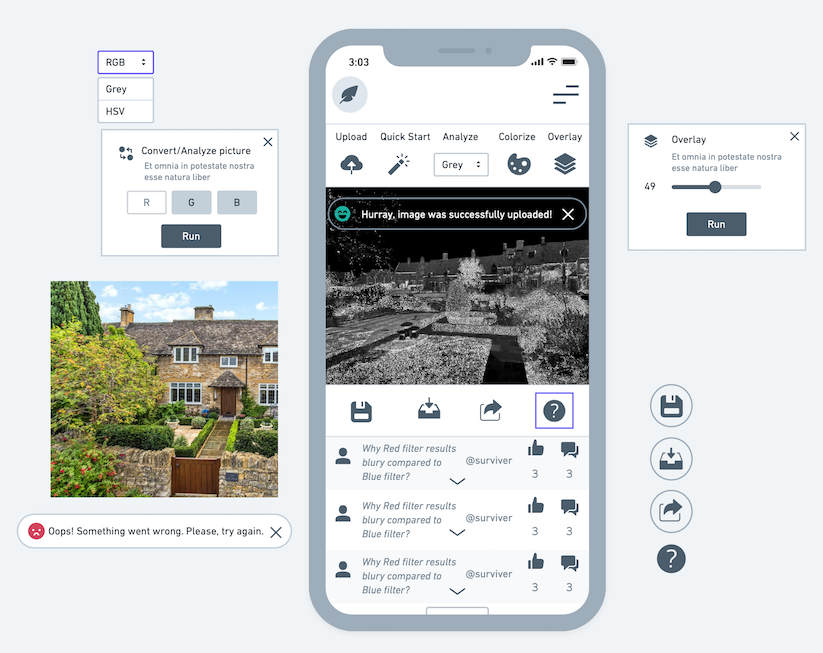 RGB
Grey
HSV
Convert/Analyze picture
Et omnia in potestate nostra
esse natura liber
R G B
Run
Oops! Something went wrong. Please, try again.
3:03
Upload Quick Start Analyze Colorize Overlay
Grey
Hurray, image was successfully uploaded!
?
Why Red filter results
blury compared to
Blue filter?
@surviver
3 3
Why Red filter results
blury compared to
Blue filter?
@surviver
3 3
Why Red filter results
blury compared to
Blue filter?
@surviver
3 3
Overlay
Et omnia in potestate nostra
esse natura liber
49
Run
?